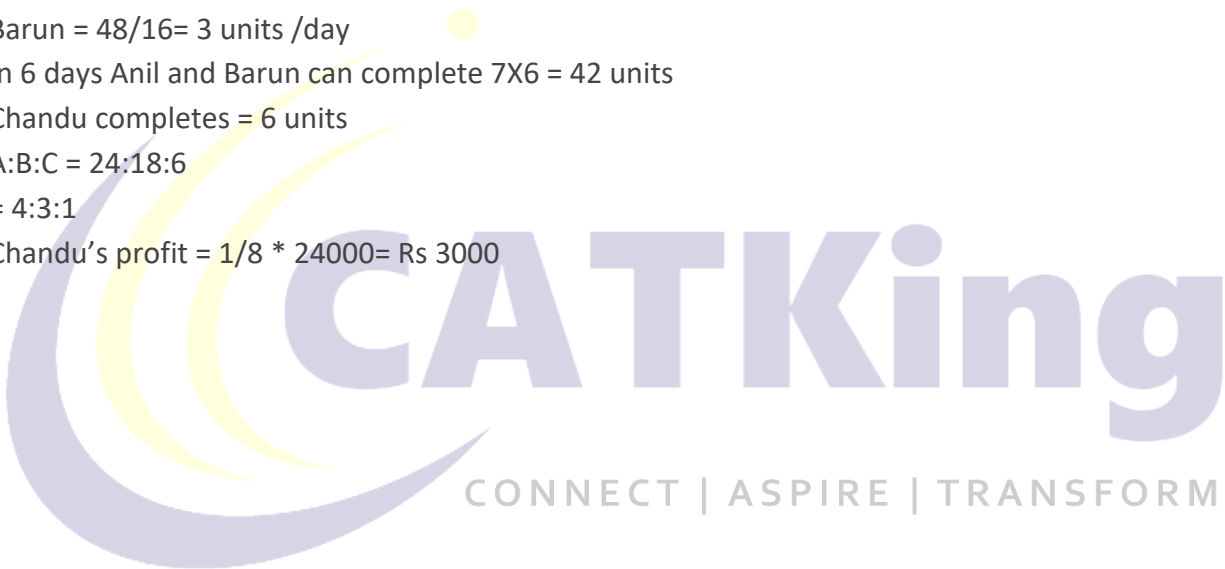 Barun = 48/16= 3 units /day
n 6 days Anil and Barun can complete 7X6 = 42 units
Chandu completes = 6 units
A:B:C = 24:18:6
= 4:3:1
Chandu’s profit = 1/8 * 24000= Rs 3000
CATKing
CONNECT | ASPIRE | TRANSFORM